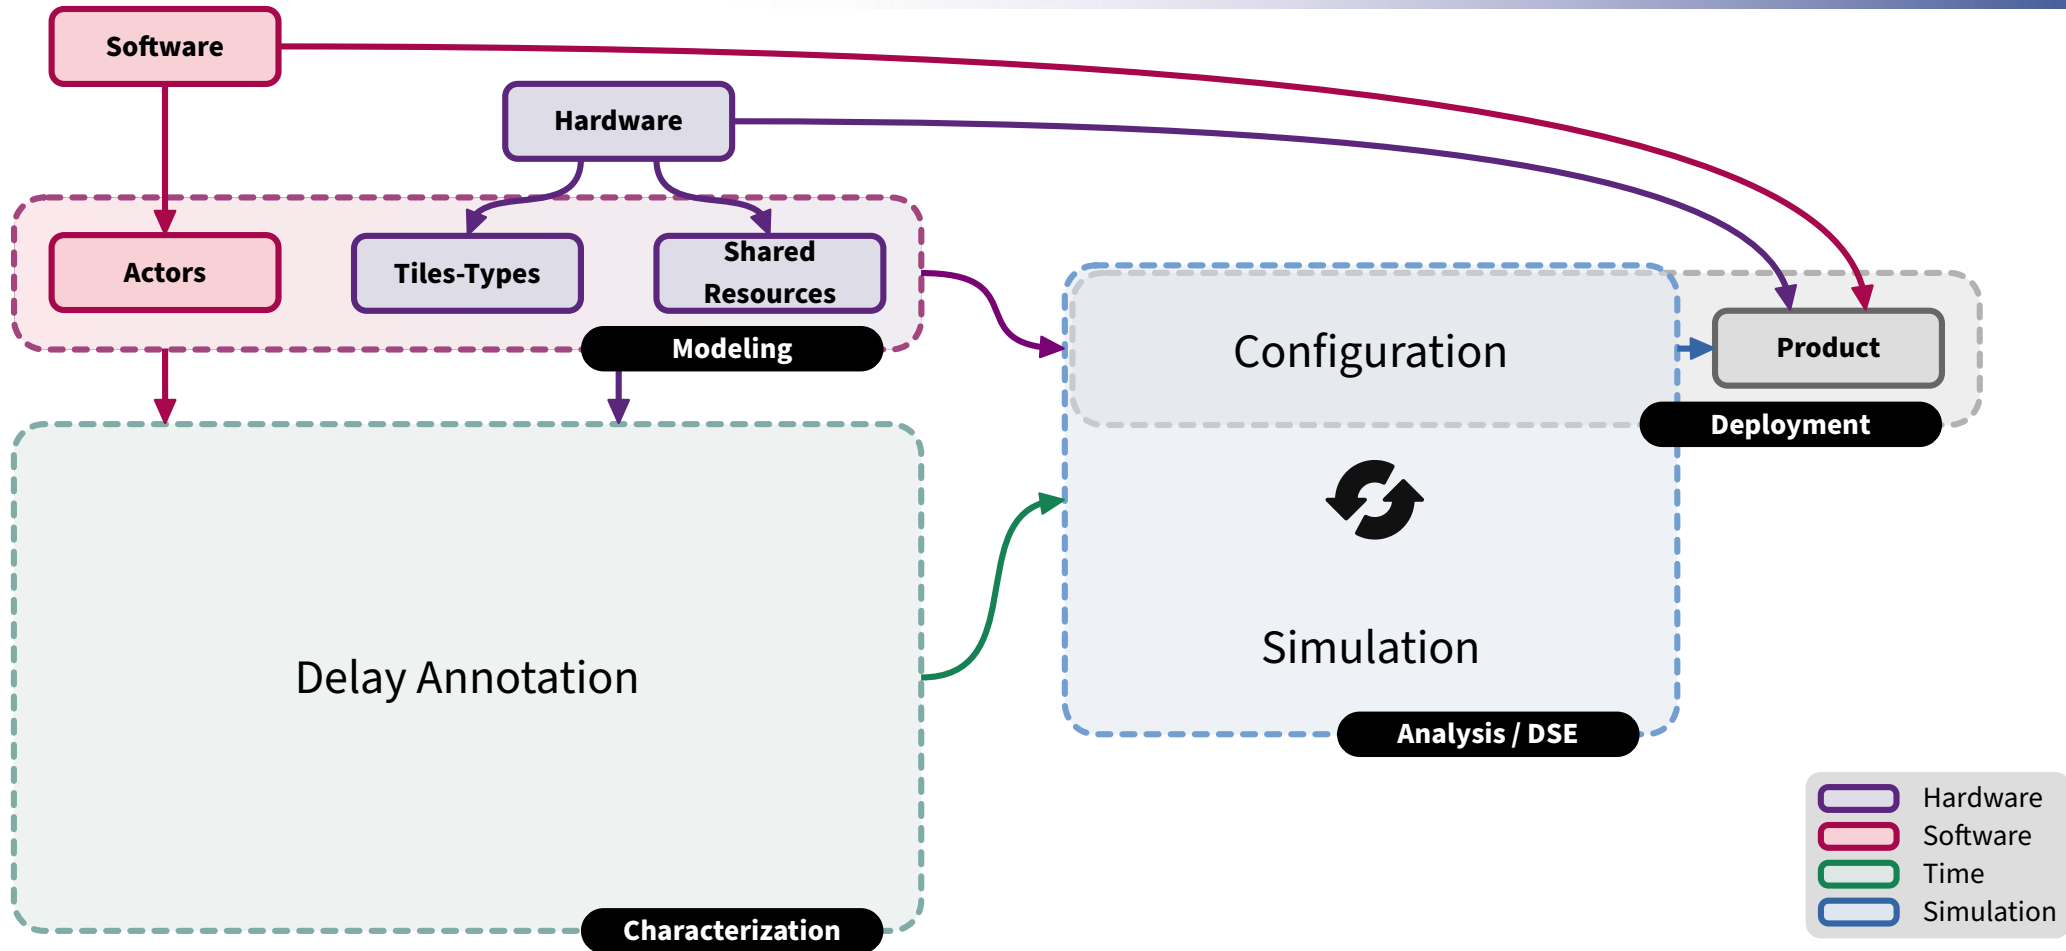 Software
Hardware
Actors
Tiles-Types
Shared
Resources
Modeling
Configuration
Product
Deployment
Simulation
Analysis / DSE
Delay Annotation
Characterization
Hardware
Software
Time
Simulation